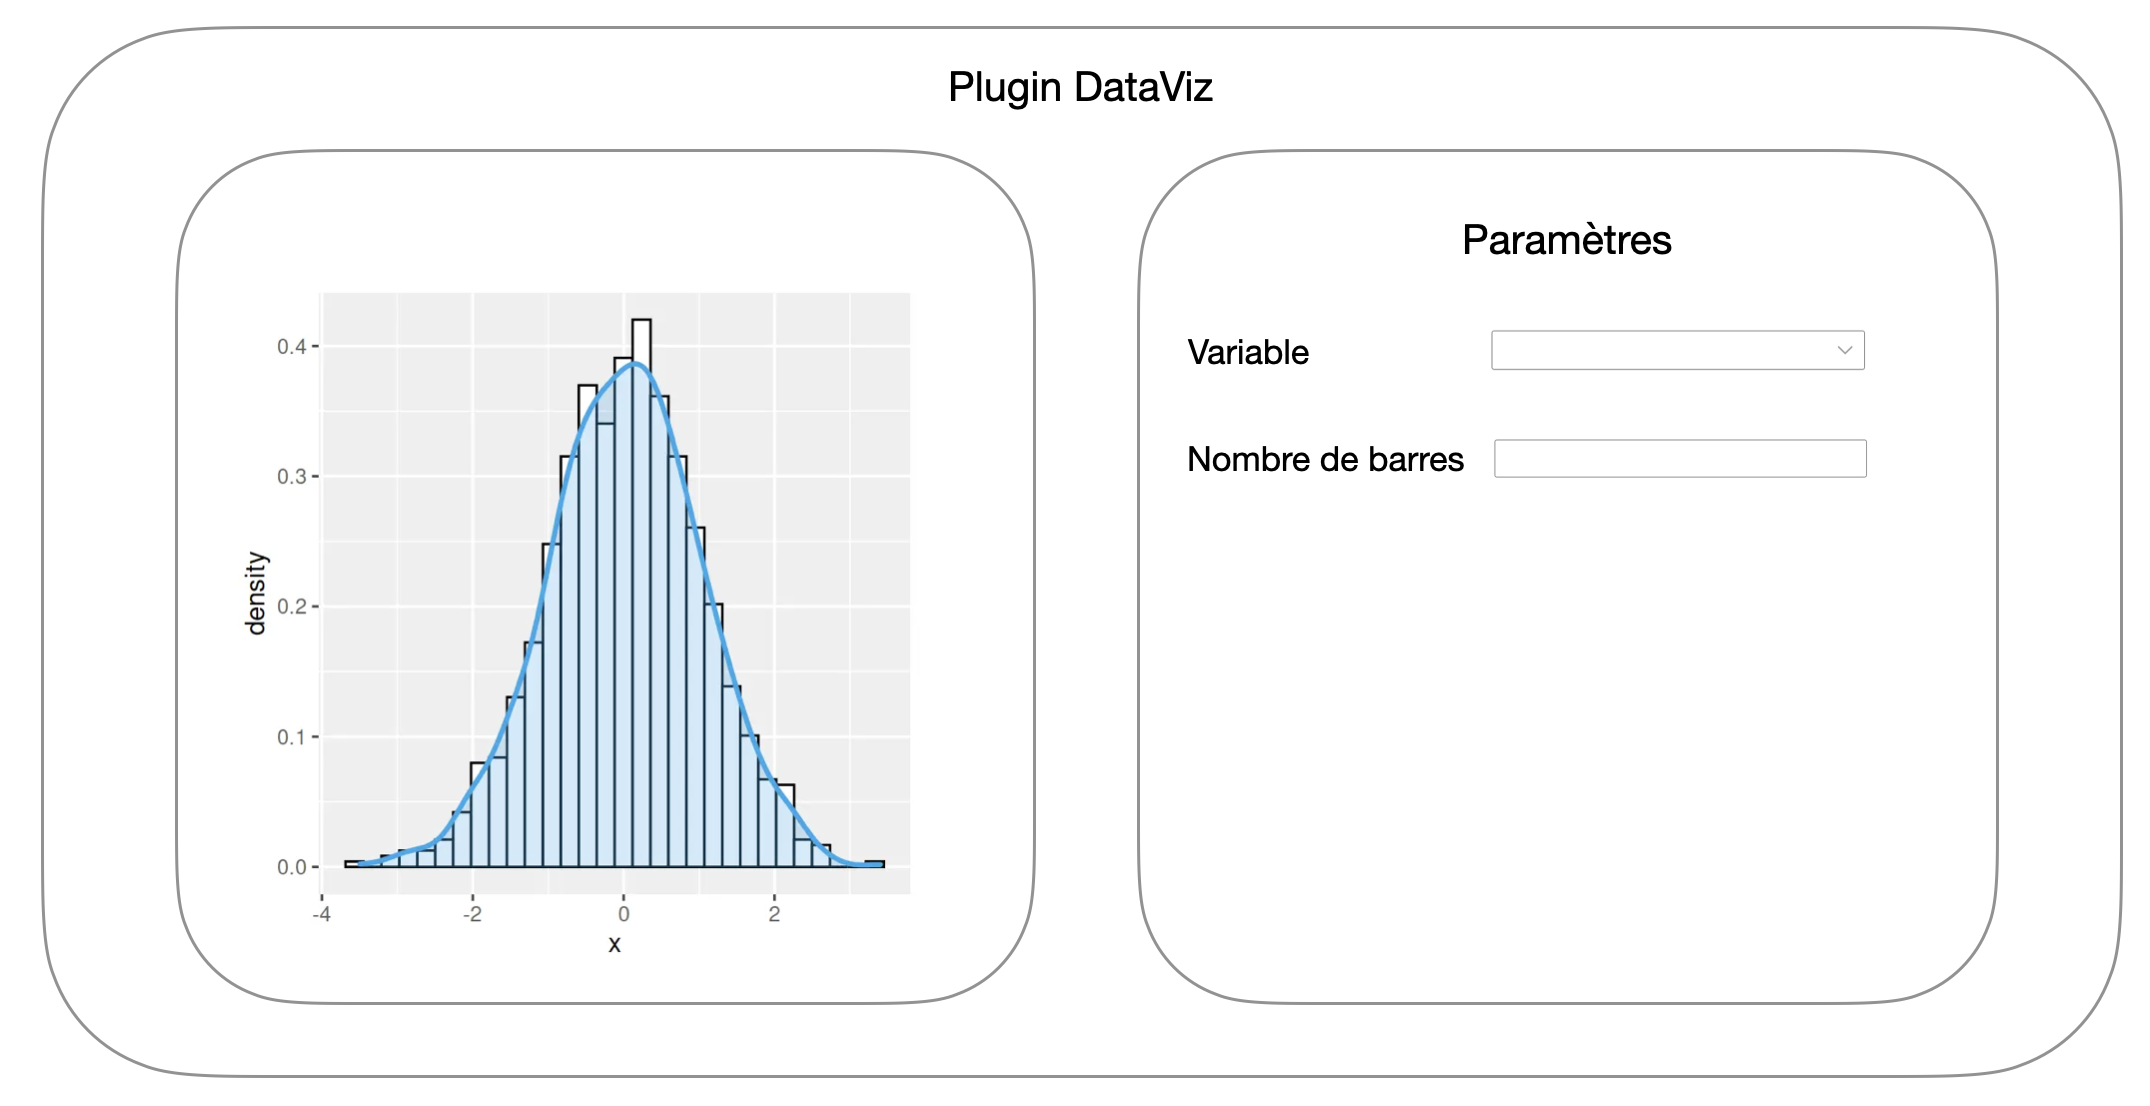 Plugin DataViz
0.4
0.3
0.2
0.1
0.0
density
-4 -2 0 2
x
Paramètres
Variable
Nombre de barres